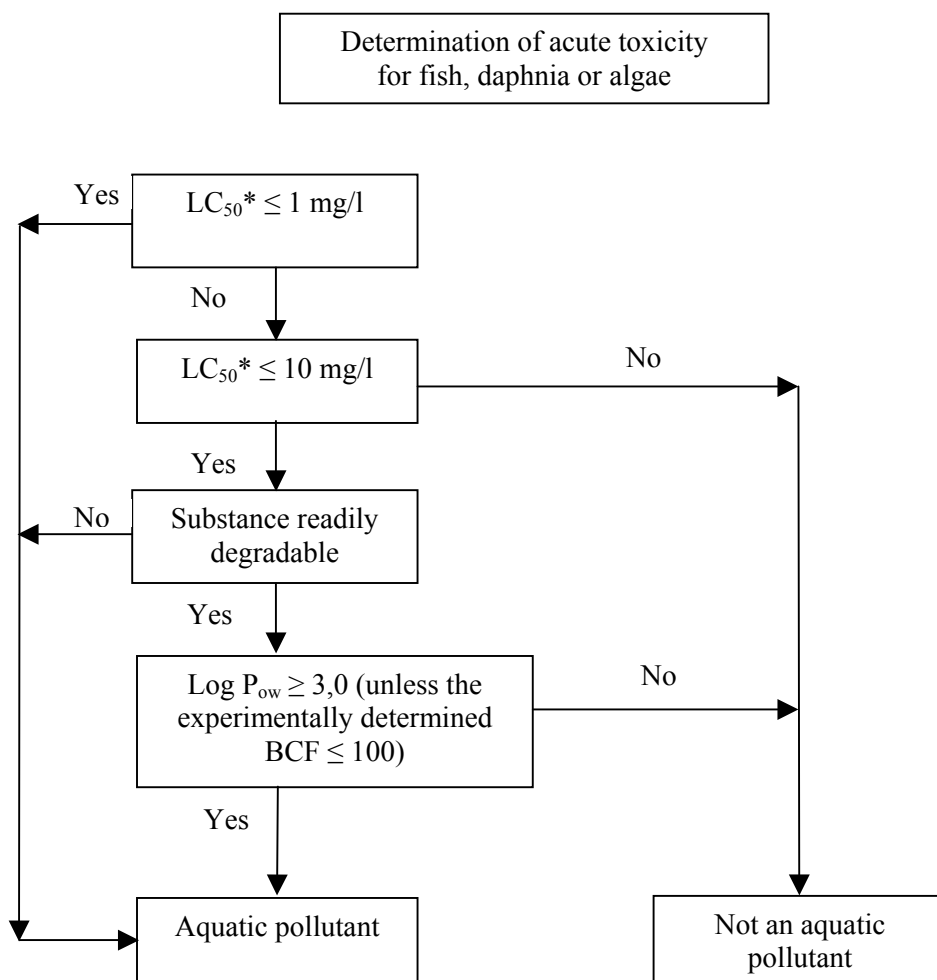 Determination of acute toxicity
for fish, daphnia or algae
Yes
LC₅₀* ≤ 1 mg/l
No
LC₅₀* ≤ 10 mg/l
No
Yes
No
Substance readily
degradable
Yes
Log Pₒw ≥ 3,0 (unless the
experimentally determined
BCF ≤ 100)
No
Yes
Aquatic pollutant
Not an aquatic
pollutant